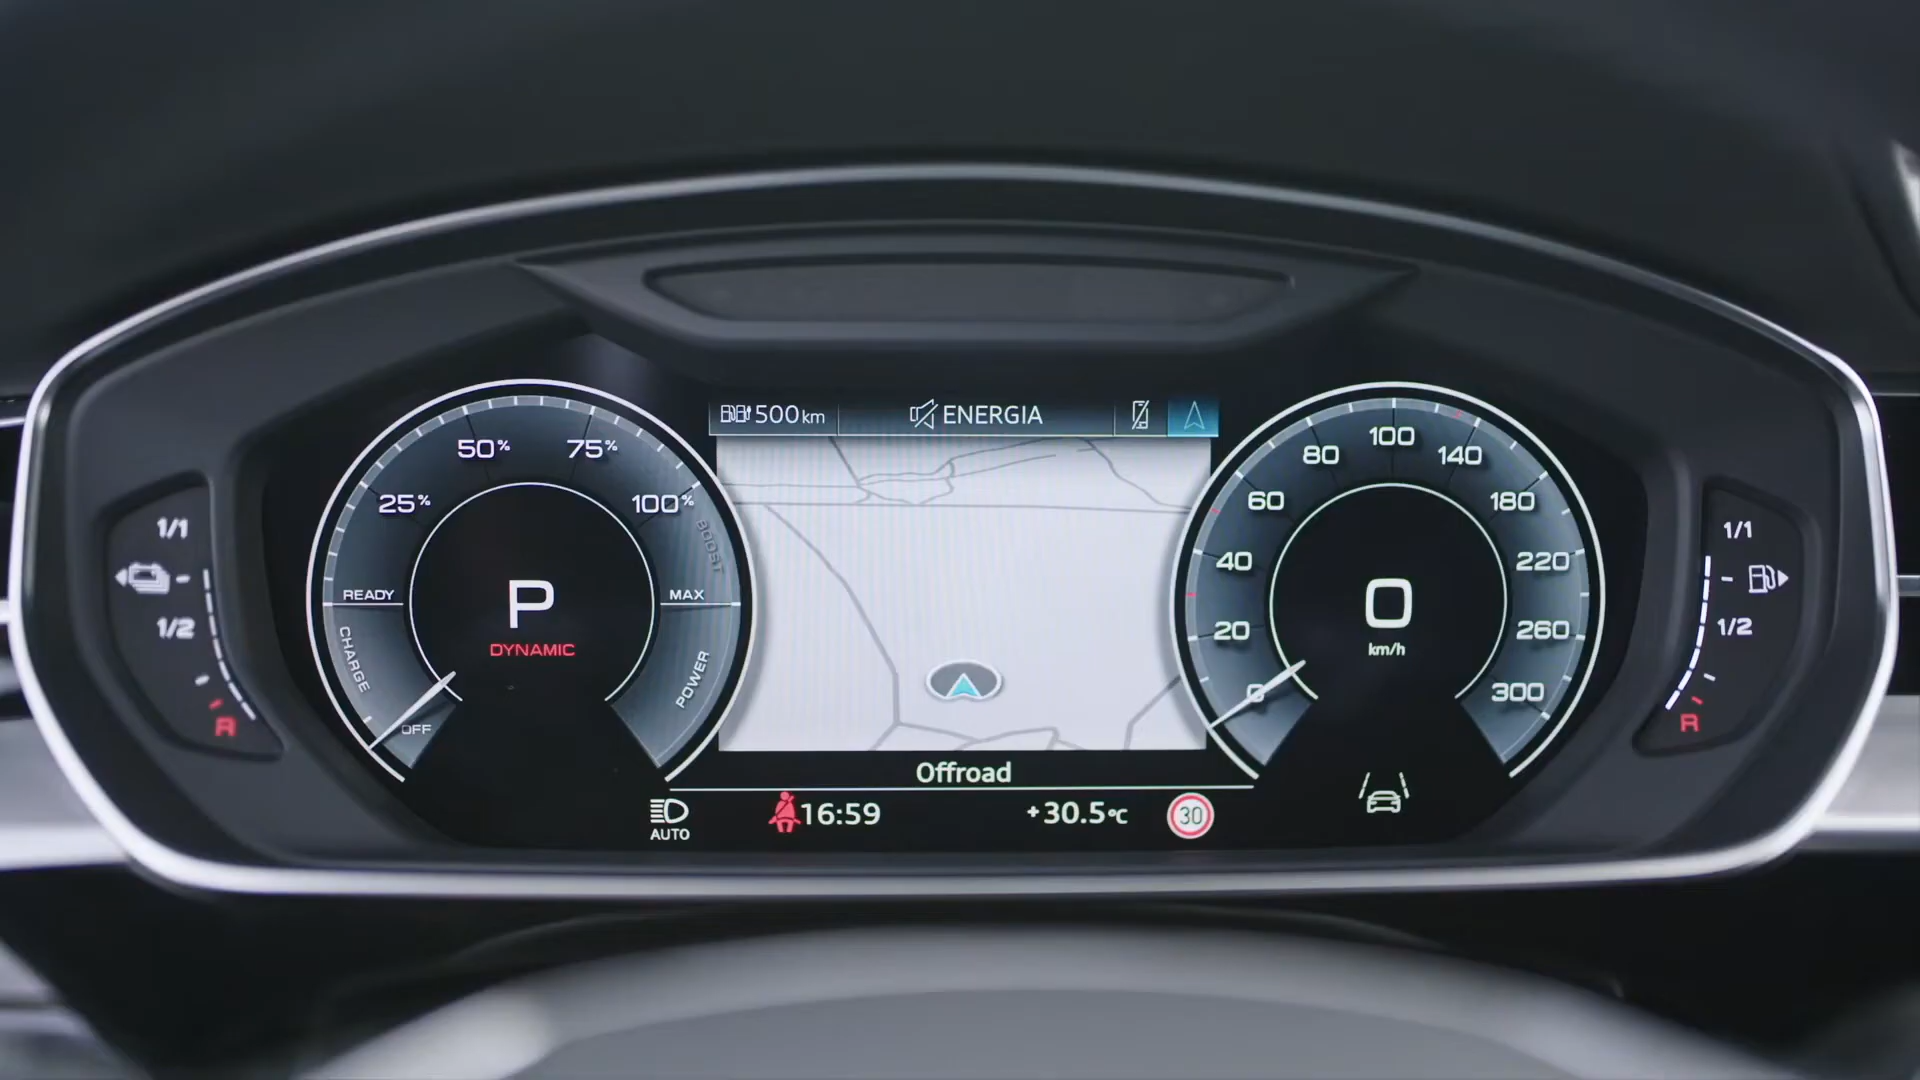 500 km
ENERGIA
50%
75%
25%
100%
BOOST
READY
MAX
CHARGE
POWER
OFF
P
DYNAMIC
1/1
1/2
R
100
80
140
60
180
40
220
20
260
0
300
0
km/h
1/1
1/2
R
Offroad
AUTO
16:59
+30.5°C
30